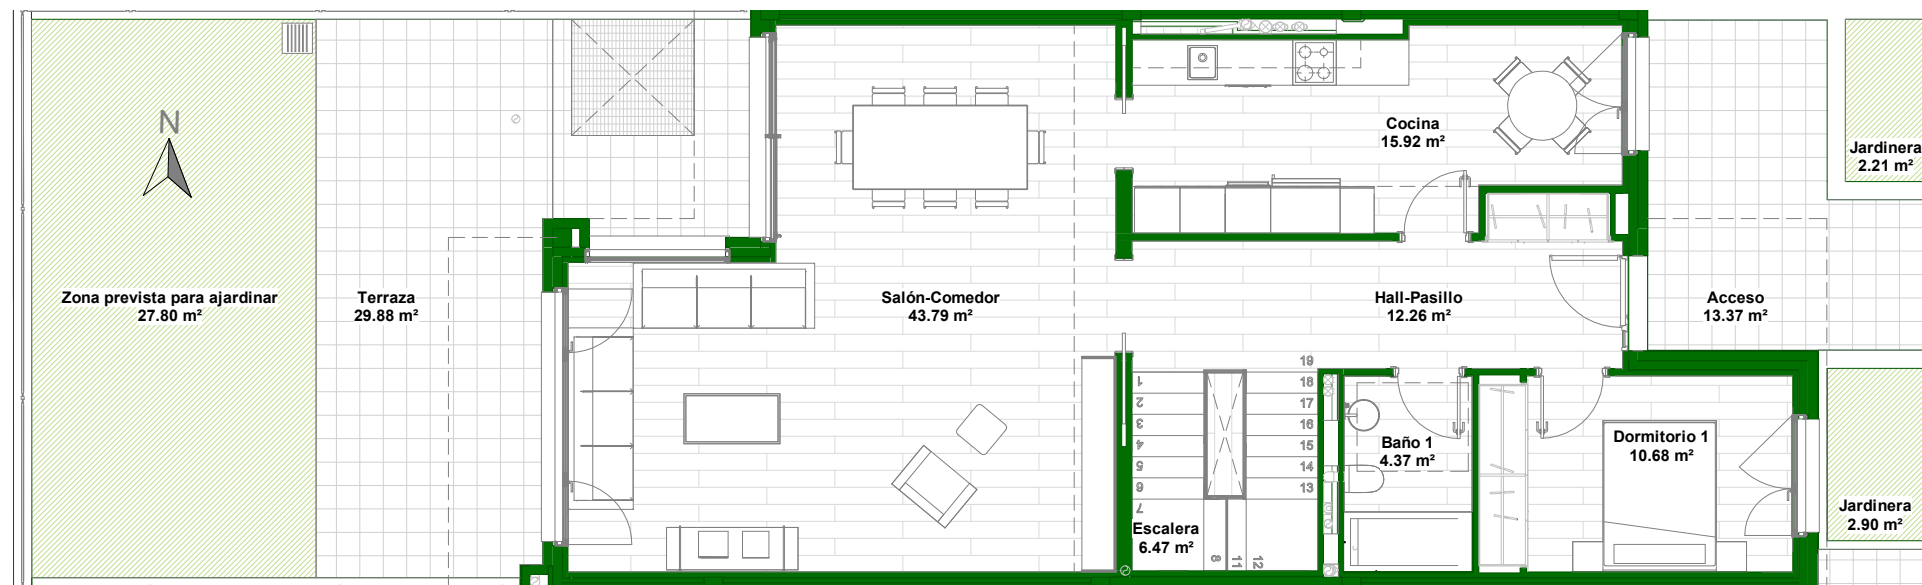 N
Zona prevista para ajardinar
27.80 m²
Terraza
29.88 m²
Salón-Comedor
43.79 m²
Cocina
15.92 m²
Hall-Pasillo
12.26 m²
Acceso
13.37 m²
Jardinera
2.21 m²
Jardinera
2.90 m²
Baño 1
4.37 m²
Dormitorio 1
10.68 m²
Escalera
6.47 m²
1
2
3
4
5
6
7
8
11
12
13
14
15
16
17
18
19